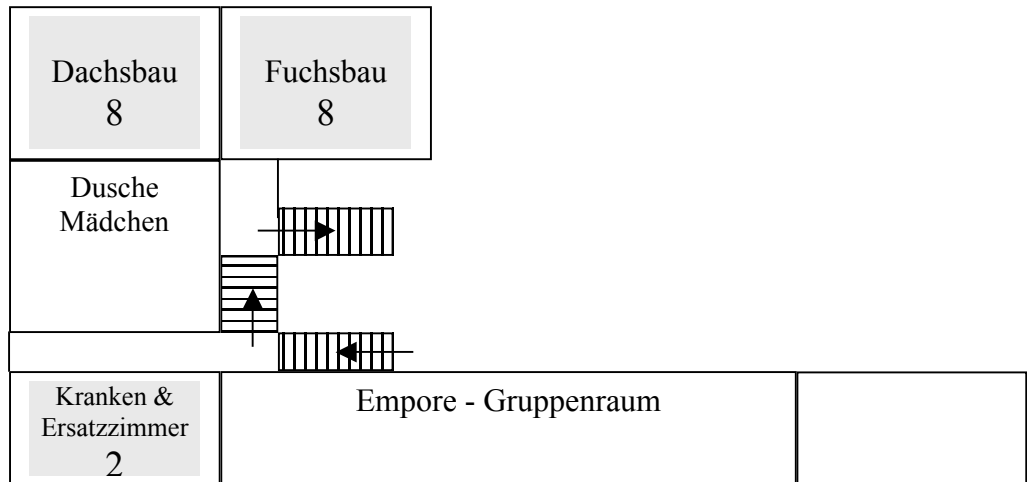 Dachsbau
8
Fuchsbau
8
Dusche
Mädchen
Kranken &
Ersatzzimmer
2
Empore - Gruppenraum